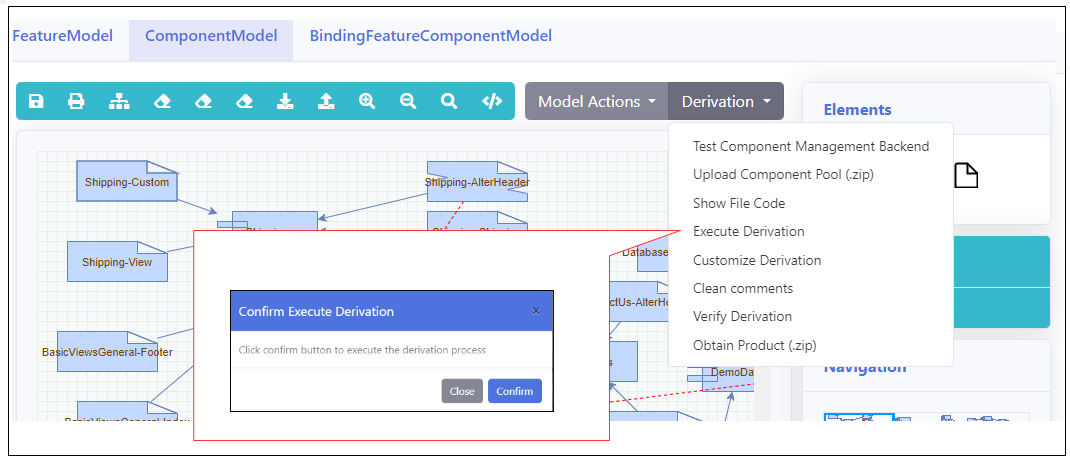 FeatureModel ComponentModel BindingFeatureComponentModel
Model Actions Derivation
Elements
Test Component Management Backend
Upload Component Pool (.zip)
Show File Code
Execute Derivation
Customize Derivation
Clean comments
Verify Derivation
Obtain Product (.zip)
Shipping-Custom
Shipping-AlterHeader
Shipping-View
Database
ctUs-AlterHe
BasicViewsGeneral-Footer
s
DemoDa
BasicViewsGeneral-Index
Confirm Execute Derivation ×
Click confirm button to execute the derivation process
Close Confirm
Navigation